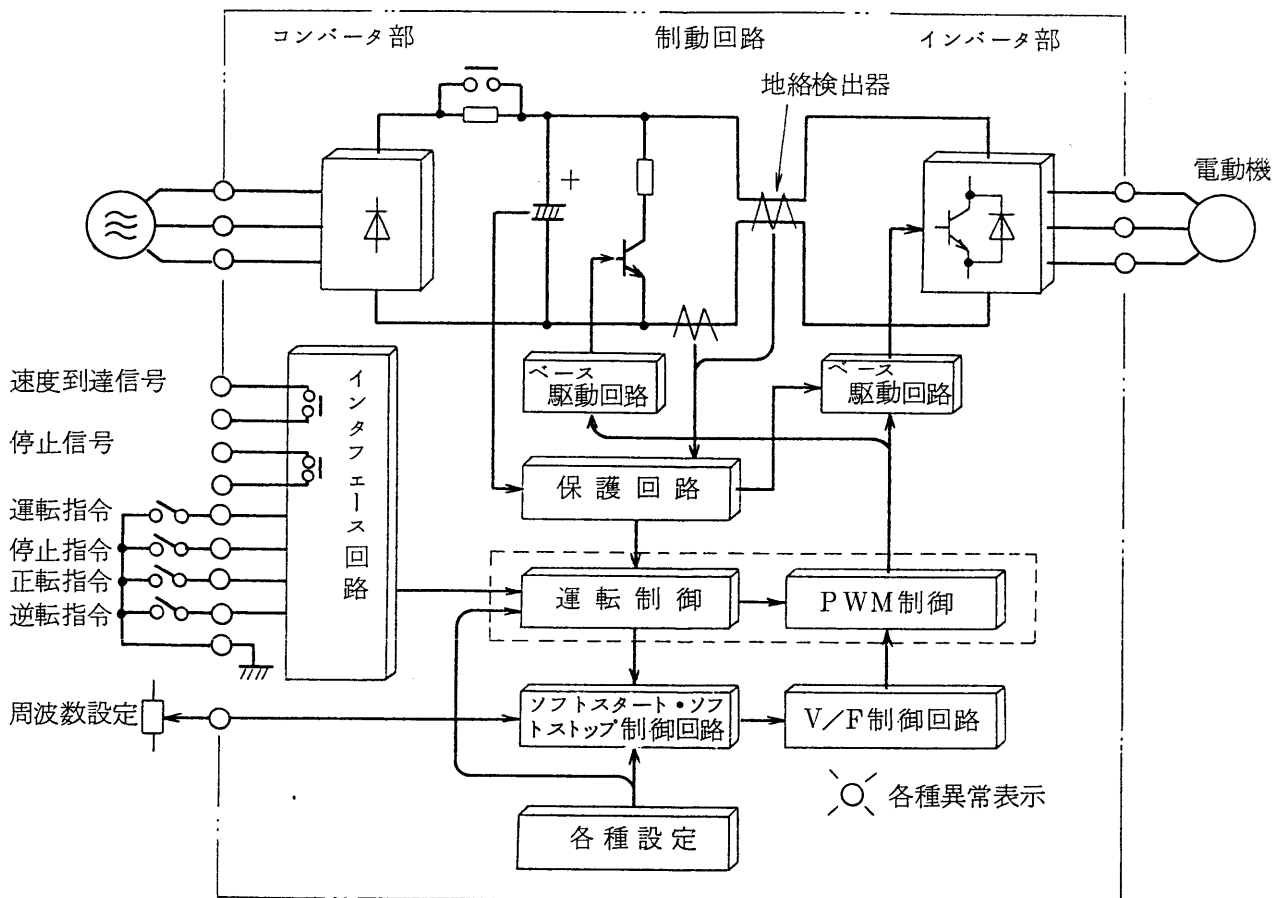 コンバータ部
制動回路
インバータ部
地絡検出器
電動機
+
速度到達信号
停止信号
運転指令
停止指令
正転指令
逆転指令
周波数設定
インタフェース回路
ベース
駆動回路
ベース
駆動回路
保護回路
運転制御
PWM制御
ソフトスタート・ソフ
トストップ制御回路
V/F制御回路
各種設定
各種異常表示